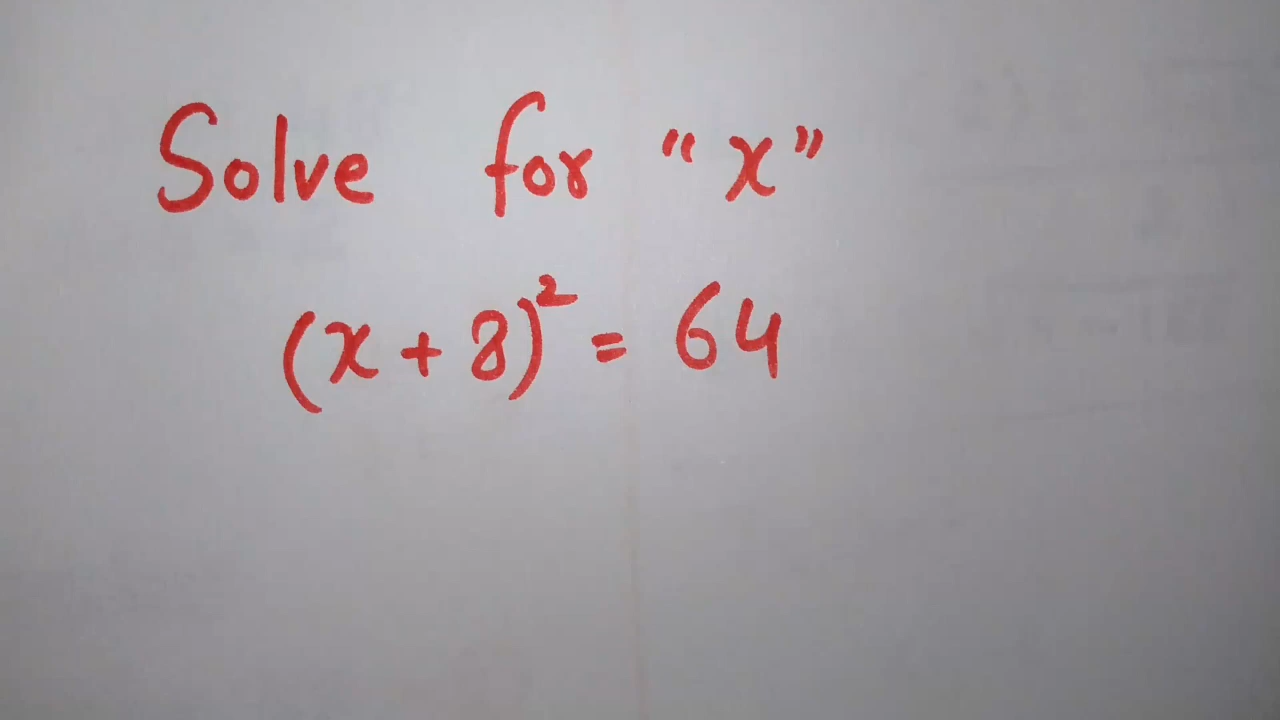 Solve for “x”
(x + 8)² = 64